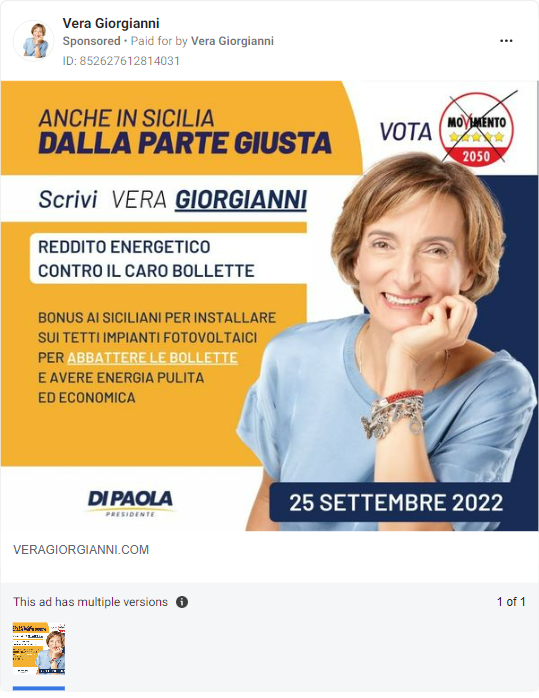 Vera Giorgianni
Sponsored • Paid for by Vera Giorgianni
ID: 852627612814031
ANCHE IN SICILIA
DALLA PARTE GIUSTA
VOTA
MOVIMENTO
2050
Scrivi VERA GIORGIANNI
REDDITO ENERGETICO
CONTRO IL CARO BOLLETTE
BONUS AI SICILIANI PER INSTALLARE
SUI TETTI IMPIANTI FOTOVOLTAICI
PER ABBATTERE LE BOLLETTE
E AVERE ENERGIA PULITA
ED ECONOMICA
DI PAOLA
PRESIDENTE
25 SETTEMBRE 2022
VERAGIORGIANNI.COM
This ad has multiple versions
1 of 1